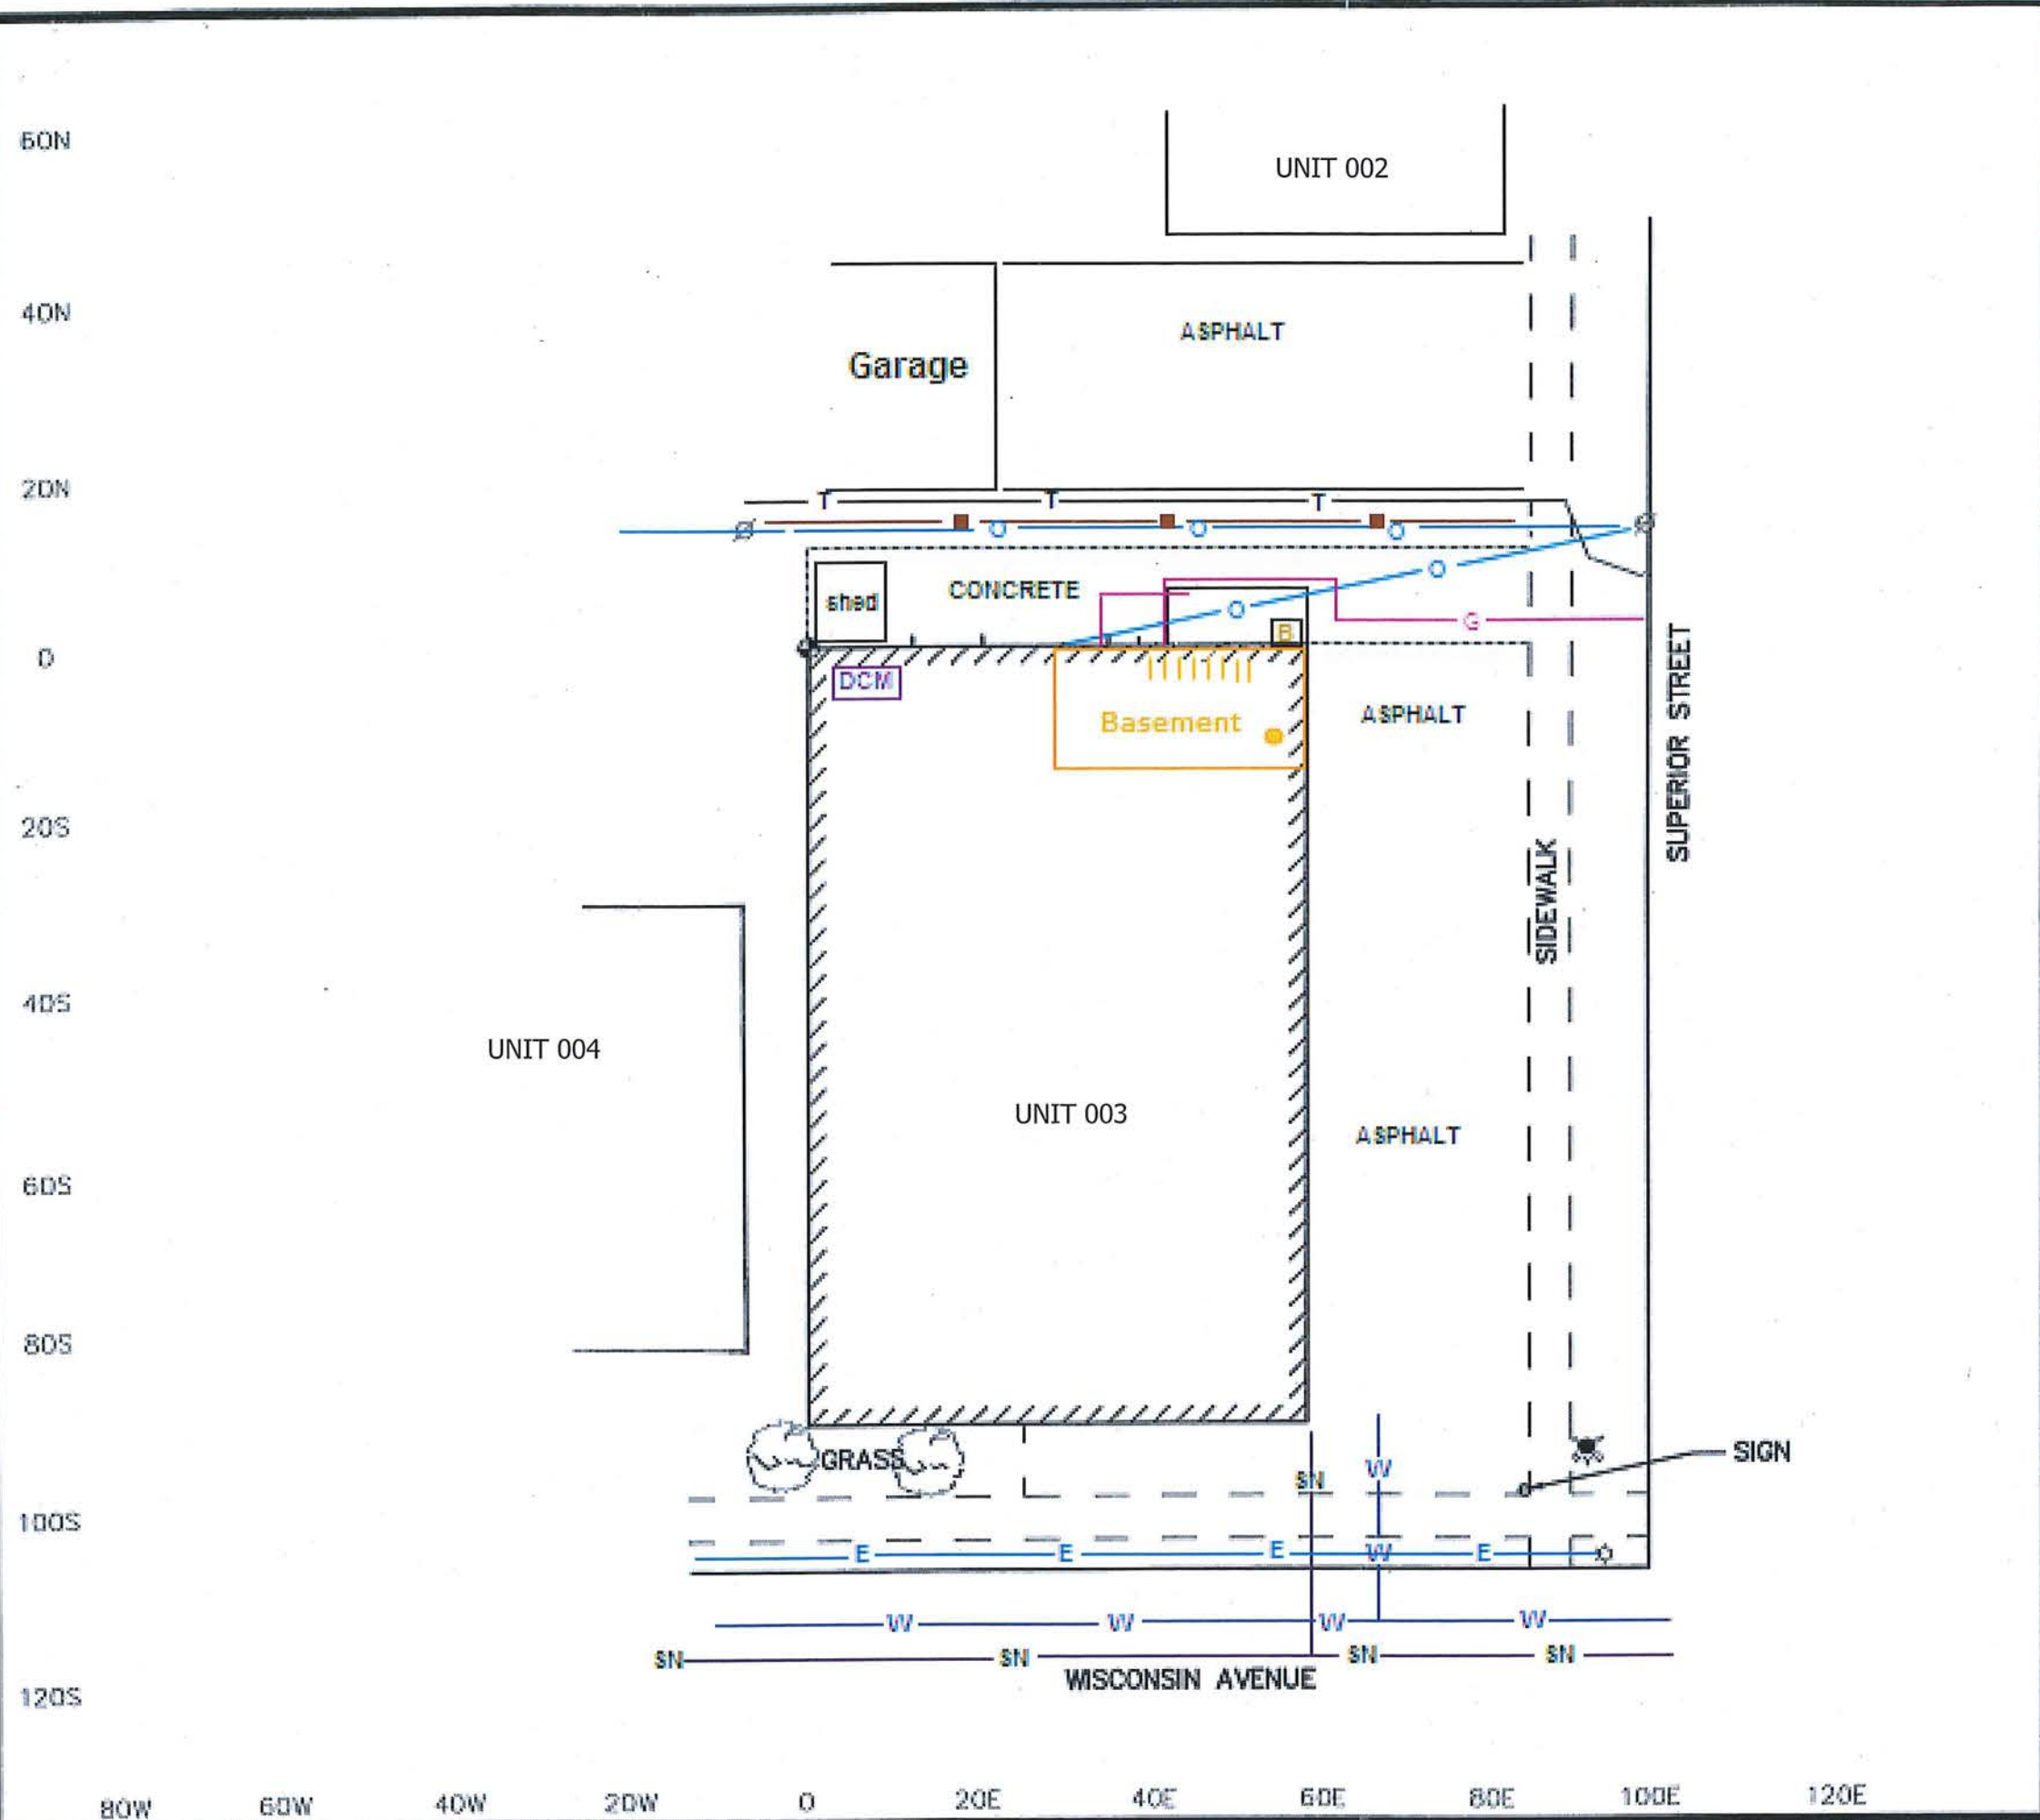 60N
UNIT 002
40N
ASPHALT
Garage
20N
T T T
O O O
O
CONCRETE
shed
O
G
B
0
DCM
Basement
ASPHALT
SUPERIOR STREET
20S
SIDEWALK
40S
UNIT 004
UNIT 003
ASPHALT
60S
80S
GRASS
SIGN
W
SN
100S
E E E W E
W W W W
SN SN SN SN
WISCONSIN AVENUE
120S
80W 60W 40W 20W 0 20E 40E 60E 80E 100E 120E